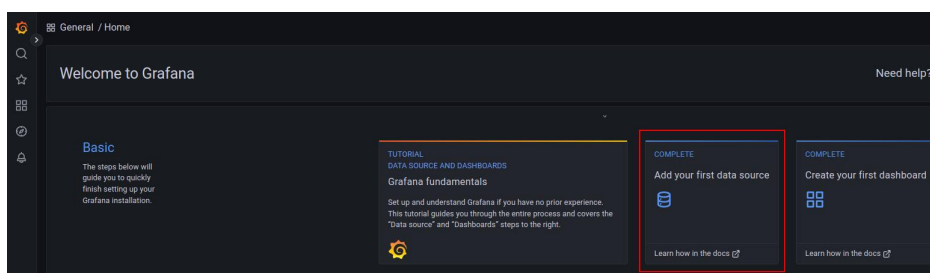 General / Home
Welcome to Grafana
Need help?
Basic
The steps below will
guide you to quickly
finish setting up your
Grafana installation.
TUTORIAL
DATA SOURCE AND DASHBOARDS
Grafana fundamentals
Set up and understand Grafana if you have no prior experience.
This tutorial guides you through the entire process and covers the
"Data source" and "Dashboards" steps to the right.
COMPLETE
Add your first data source
Learn how in the docs
COMPLETE
Create your first dashboard
Learn how in the docs